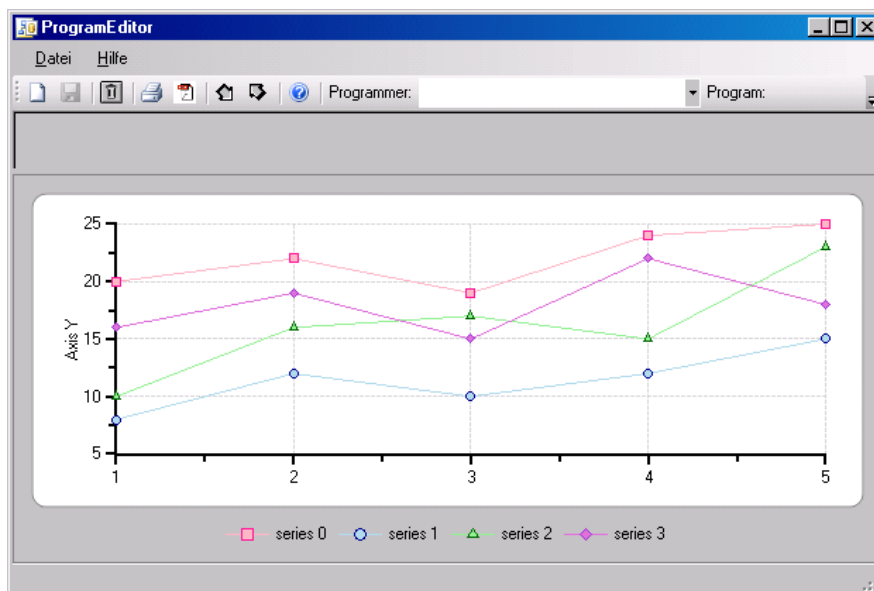 ProgramEditor
Datei Hilfe
Programmer: Program:
25
20
15
10
5
Axis Y
1 2 3 4 5
series 0 series 1 series 2 series 3